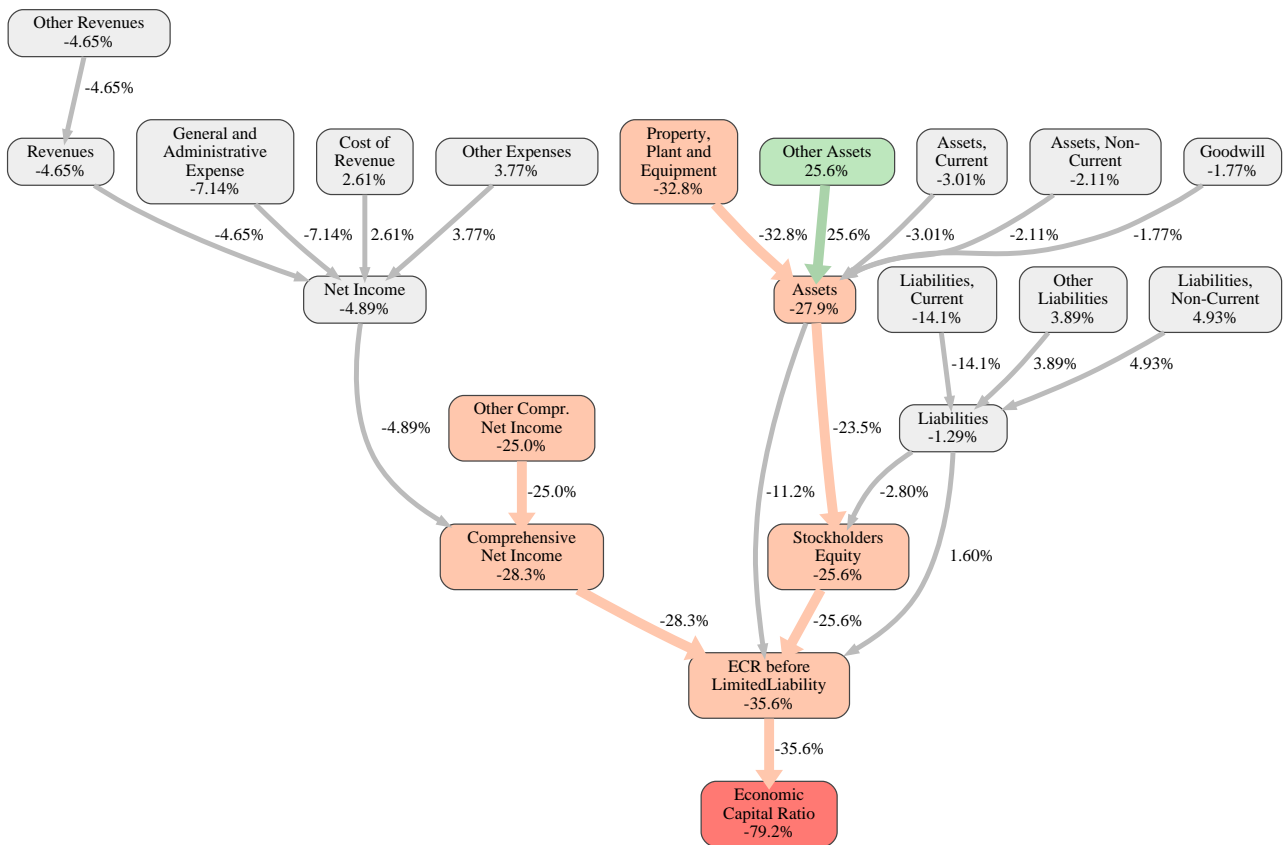 Other Revenues
-4.65%
-4.65%
Revenues
-4.65%
General and
Administrative
Expense
-7.14%
Cost of
Revenue
2.61%
Other Expenses
3.77%
Property,
Plant and
Equipment
-32.8%
Other Assets
25.6%
Assets,
Current
-3.01%
Assets, Non-
Current
-2.11%
Goodwill
-1.77%
-4.65%
-7.14%
2.61%
3.77%
-32.8%
25.6%
-3.01%
-2.11%
-1.77%
Net Income
-4.89%
Assets
-27.9%
Liabilities,
Current
-14.1%
Other
Liabilities
3.89%
Liabilities,
Non-Current
4.93%
-14.1%
3.89%
4.93%
Other Compr.
Net Income
-25.0%
-4.89%
-23.5%
Liabilities
-1.29%
-25.0%
-11.2%
-2.80%
Comprehensive
Net Income
-28.3%
Stockholders
Equity
-25.6%
1.60%
-28.3%
-25.6%
ECR before
LimitedLiability
-35.6%
-35.6%
Economic
Capital Ratio
-79.2%